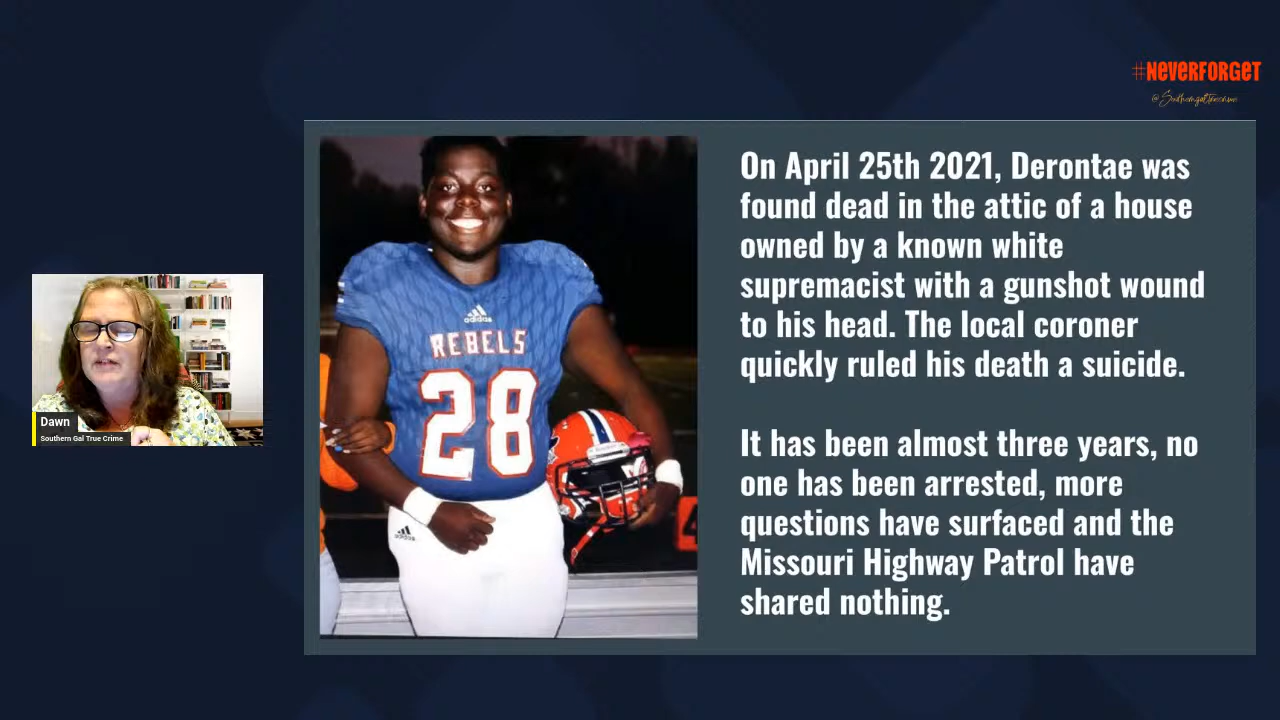 #NEVERFORGET
@Southerngaltruecrime
On April 25th 2021, Derontae was
found dead in the attic of a house
owned by a known white
supremacist with a gunshot wound
to his head. The local coroner
quickly ruled his death a suicide.
It has been almost three years, no
one has been arrested, more
questions have surfaced and the
Missouri Highway Patrol have
shared nothing.
adidas
REBELS
28
adidas
Dawn
Southern Gal True Crime